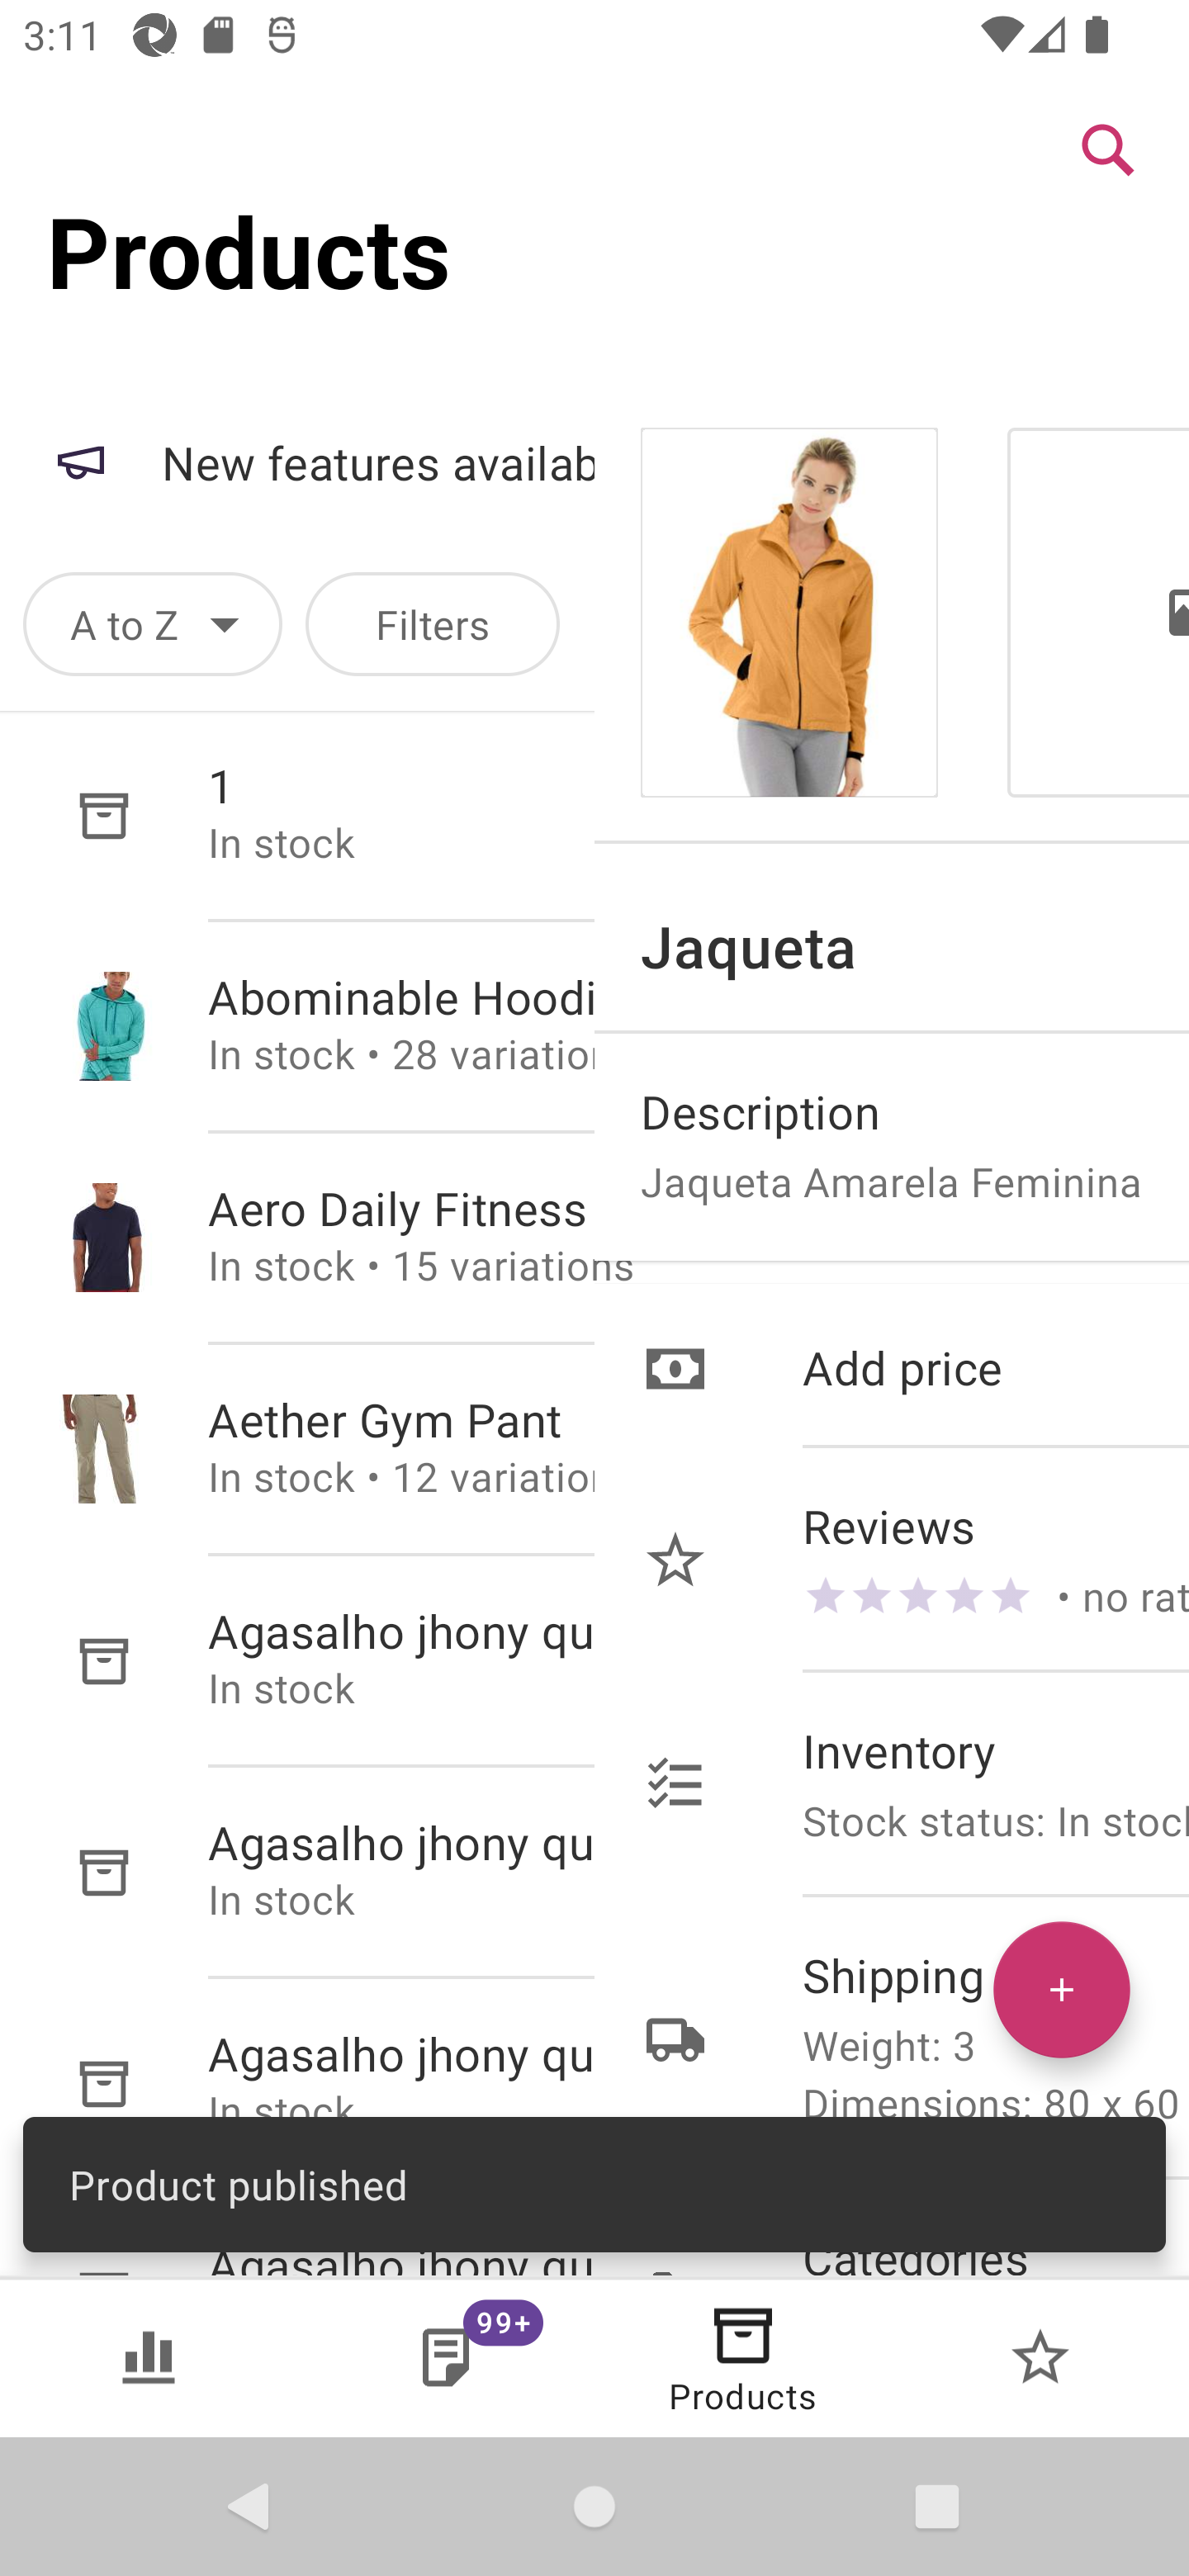 3:11
Products
New features availab
A to Z
Filters
1
In stock
Abominable Hoodi
In stock • 28 variation
Aero Daily Fitness
In stock • 15 variations
Aether Gym Pant
In stock • 12 variation
Agasalho jhony qu
In stock
Agasalho jhony qu
In stock
Agasalho jhony qu
In stock
Agasalho jhony qu
Jaqueta
Description
Jaqueta Amarela Feminina
Add price
Reviews
• no rat
Inventory
Stock status: In stock
Shipping
Weight: 3
Dimensions: 80 x 60
Categories
+
Product published
99+
Products